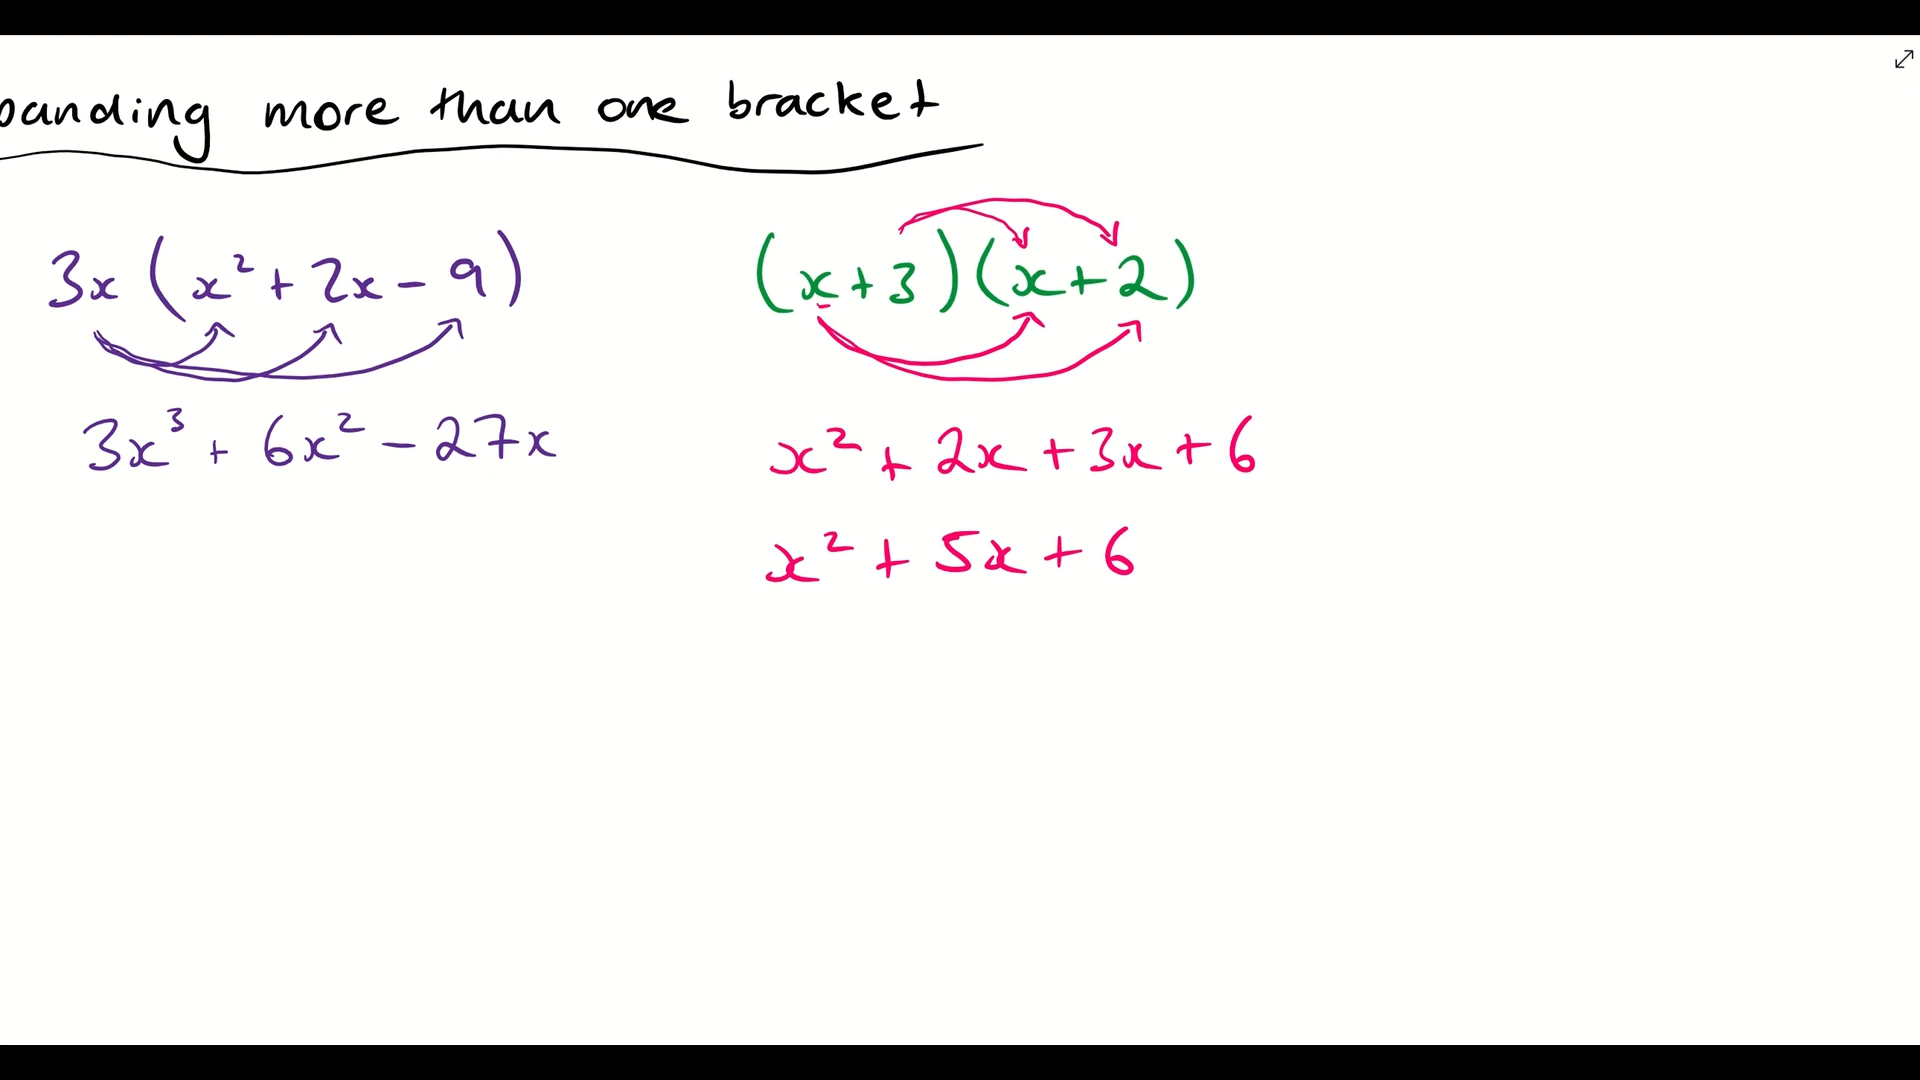 panding more than one bracket
3x(x² + 2x - 9)
3x³ + 6x² - 27x
(x + 3)(x + 2)
x² + 2x + 3x + 6
x² + 5x + 6